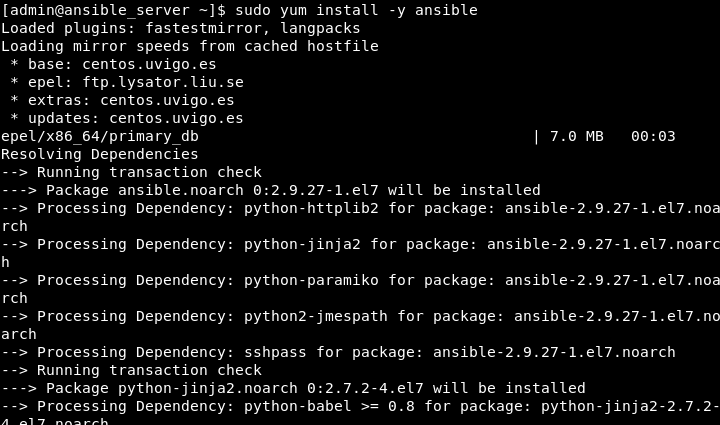 [admin@ansible_server ~]$ sudo yum install -y ansible
Loaded plugins: fastestmirror, langpacks
Loading mirror speeds from cached hostfile
 * base: centos.uvigo.es
 * epel: ftp.lysator.liu.se
 * extras: centos.uvigo.es
 * updates: centos.uvigo.es
epel/x86_64/primary_db                                     | 7.0 MB   00:03
Resolving Dependencies
--> Running transaction check
---> Package ansible.noarch 0:2.9.27-1.el7 will be installed
--> Processing Dependency: python-httplib2 for package: ansible-2.9.27-1.el7.noa
rch
--> Processing Dependency: python-jinja2 for package: ansible-2.9.27-1.el7.noarc
h
--> Processing Dependency: python-paramiko for package: ansible-2.9.27-1.el7.noa
rch
--> Processing Dependency: python2-jmespath for package: ansible-2.9.27-1.el7.no
arch
--> Processing Dependency: sshpass for package: ansible-2.9.27-1.el7.noarch
--> Running transaction check
---> Package python-jinja2.noarch 0:2.7.2-4.el7 will be installed
--> Processing Dependency: python-babel >= 0.8 for package: python-jinja2-2.7.2-
4.el7.noarch